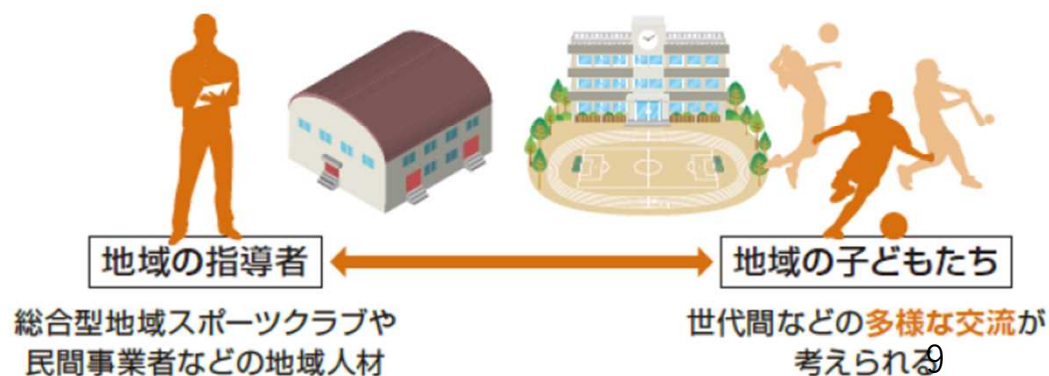 地域の指導者
総合型地域スポーツクラブや
民間事業者などの地域人材
地域の子どもたち
世代間などの多様な交流が
考えられる
9